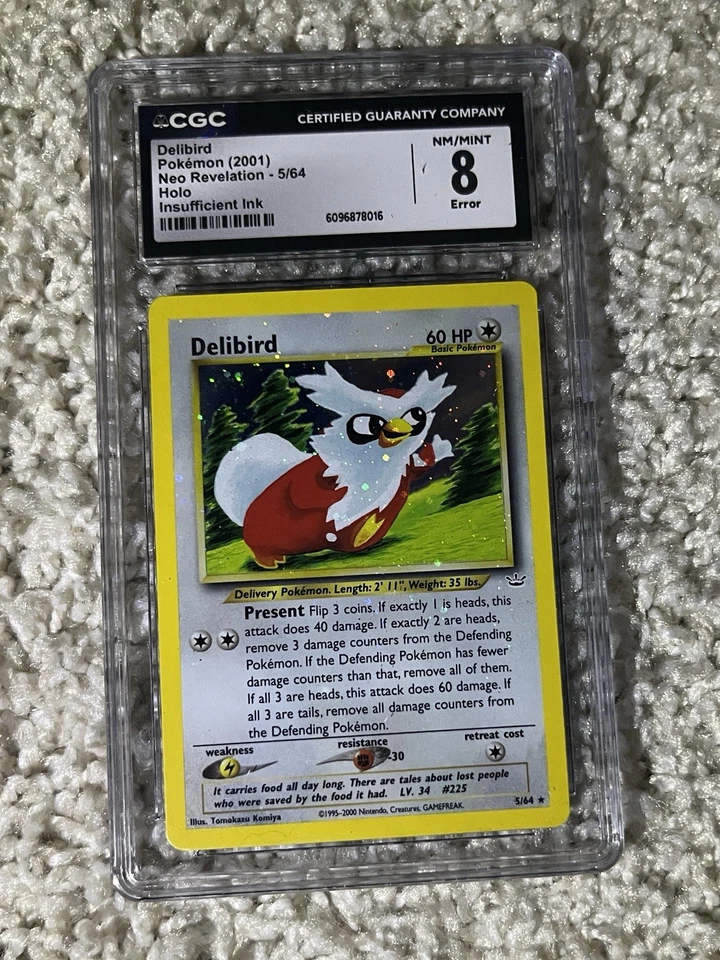 CGC CERTIFIED GUARANTY COMPANY
Delibird
Pokémon (2001)
Neo Revelation - 5/64
Holo
Insufficient Ink
6096878016
NM/MINT
8
Error
Delibird 60 HP
Basic Pokémon
Delivery Pokémon. Length: 2' 11", Weight: 35 lbs.
Present Flip 3 coins. If exactly 1 is heads, this
attack does 40 damage. If exactly 2 are heads,
remove 3 damage counters from the Defending
Pokémon. If the Defending Pokémon has fewer
damage counters than that, remove all of them.
If all 3 are heads, this attack does 60 damage. If
all 3 are tails, remove all damage counters from
the Defending Pokémon.
weakness resistance retreat cost
-30
It carries food all day long. There are tales about lost people
who were saved by the food it had. LV. 34 #225
Illus. Tomokazu Komiya ©1995-2000 Nintendo, Creatures, GAMEFREAK. 5/64 ★